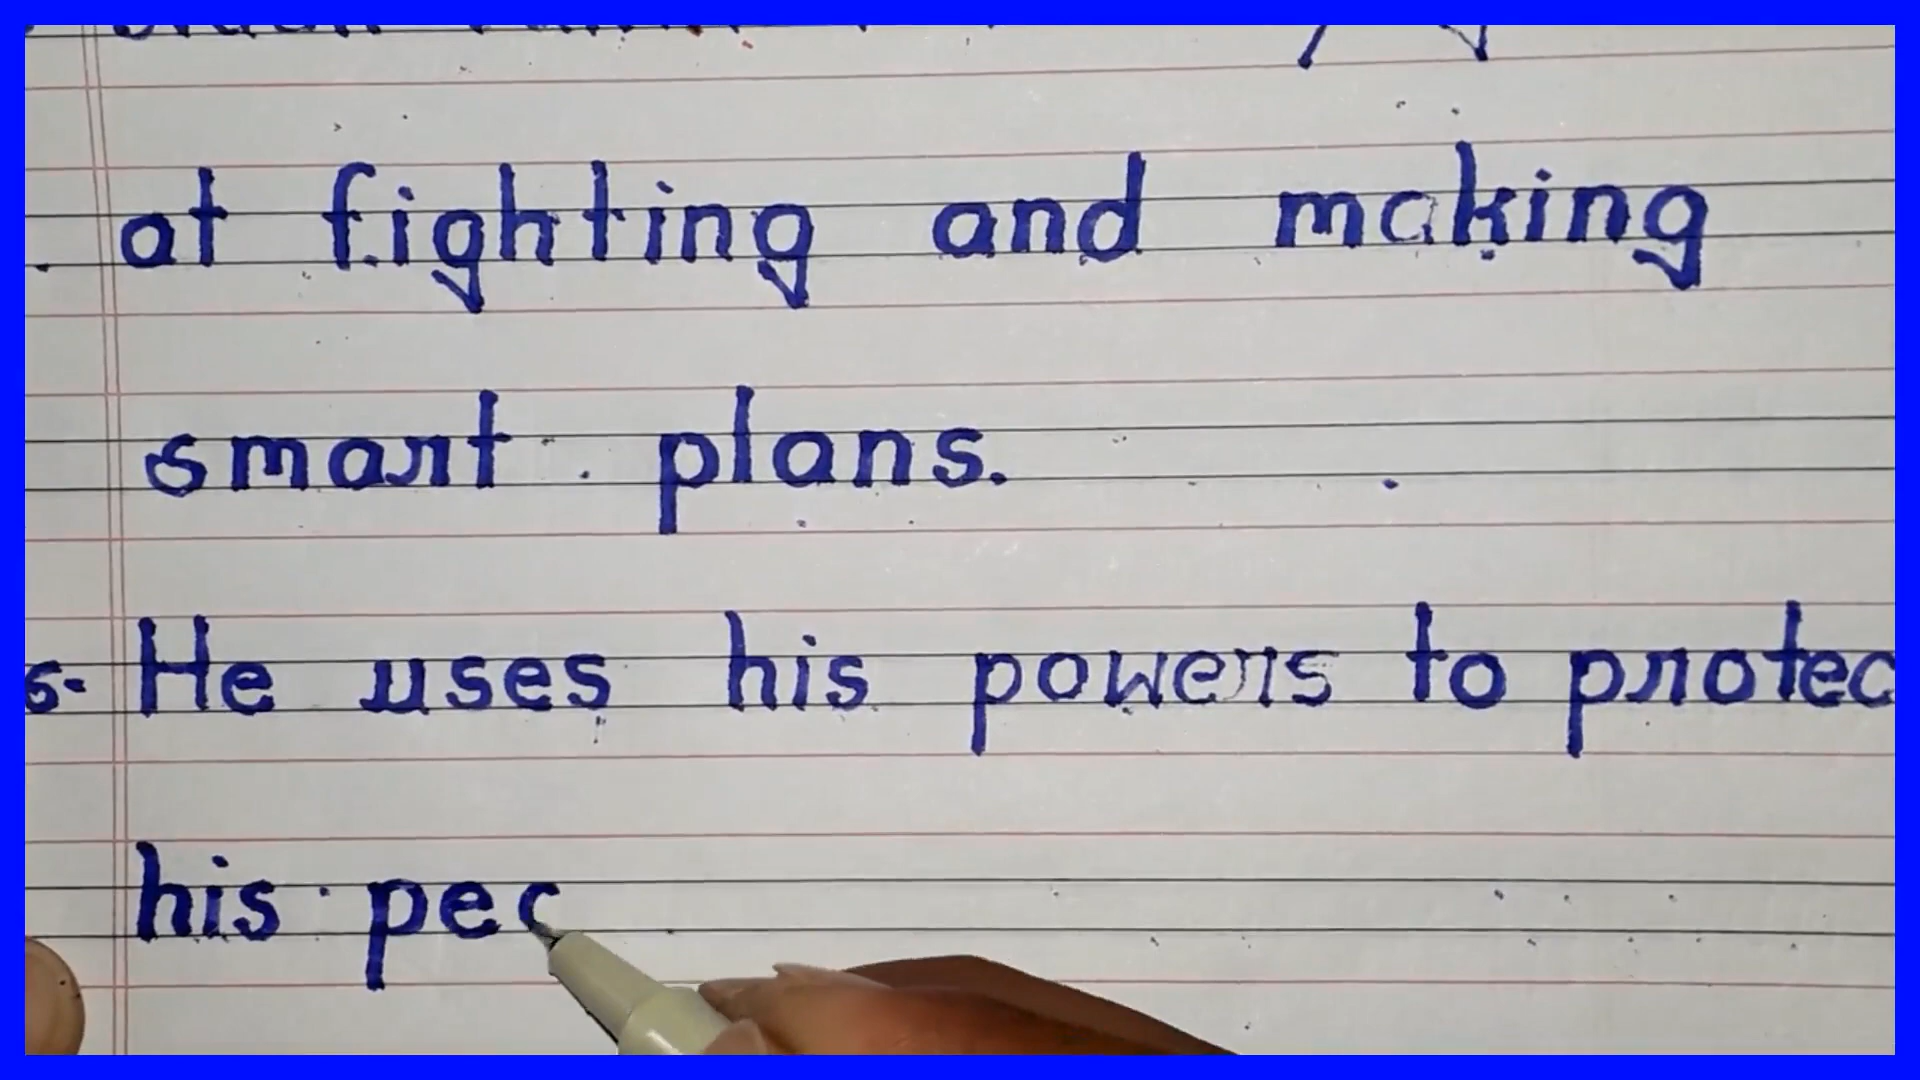 at fighting and making
smart plans.
5. He uses his powers to protec
his pec